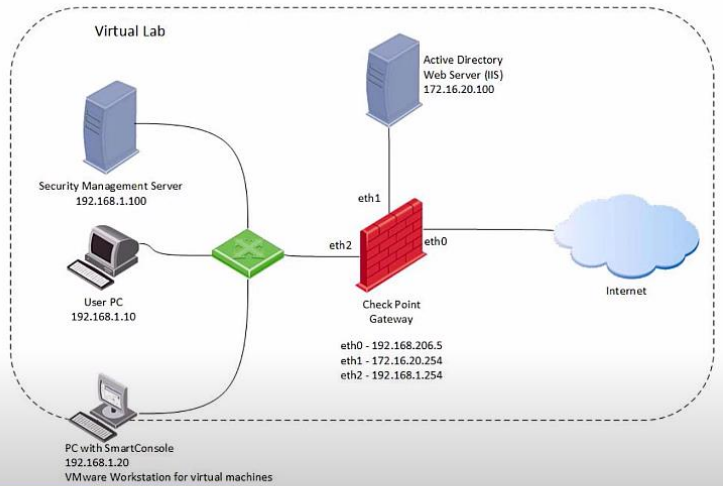 Virtual Lab
Active Directory
Web Server (IIS)
172.16.20.100
Security Management Server
192.168.1.100
eth1
eth2
eth0
User PC
192.168.1.10
Internet
Check Point
Gateway
eth0 - 192.168.206.5
eth1 - 172.16.20.254
eth2 - 192.168.1.254
PC with SmartConsole
192.168.1.20
VMware Workstation for virtual machines